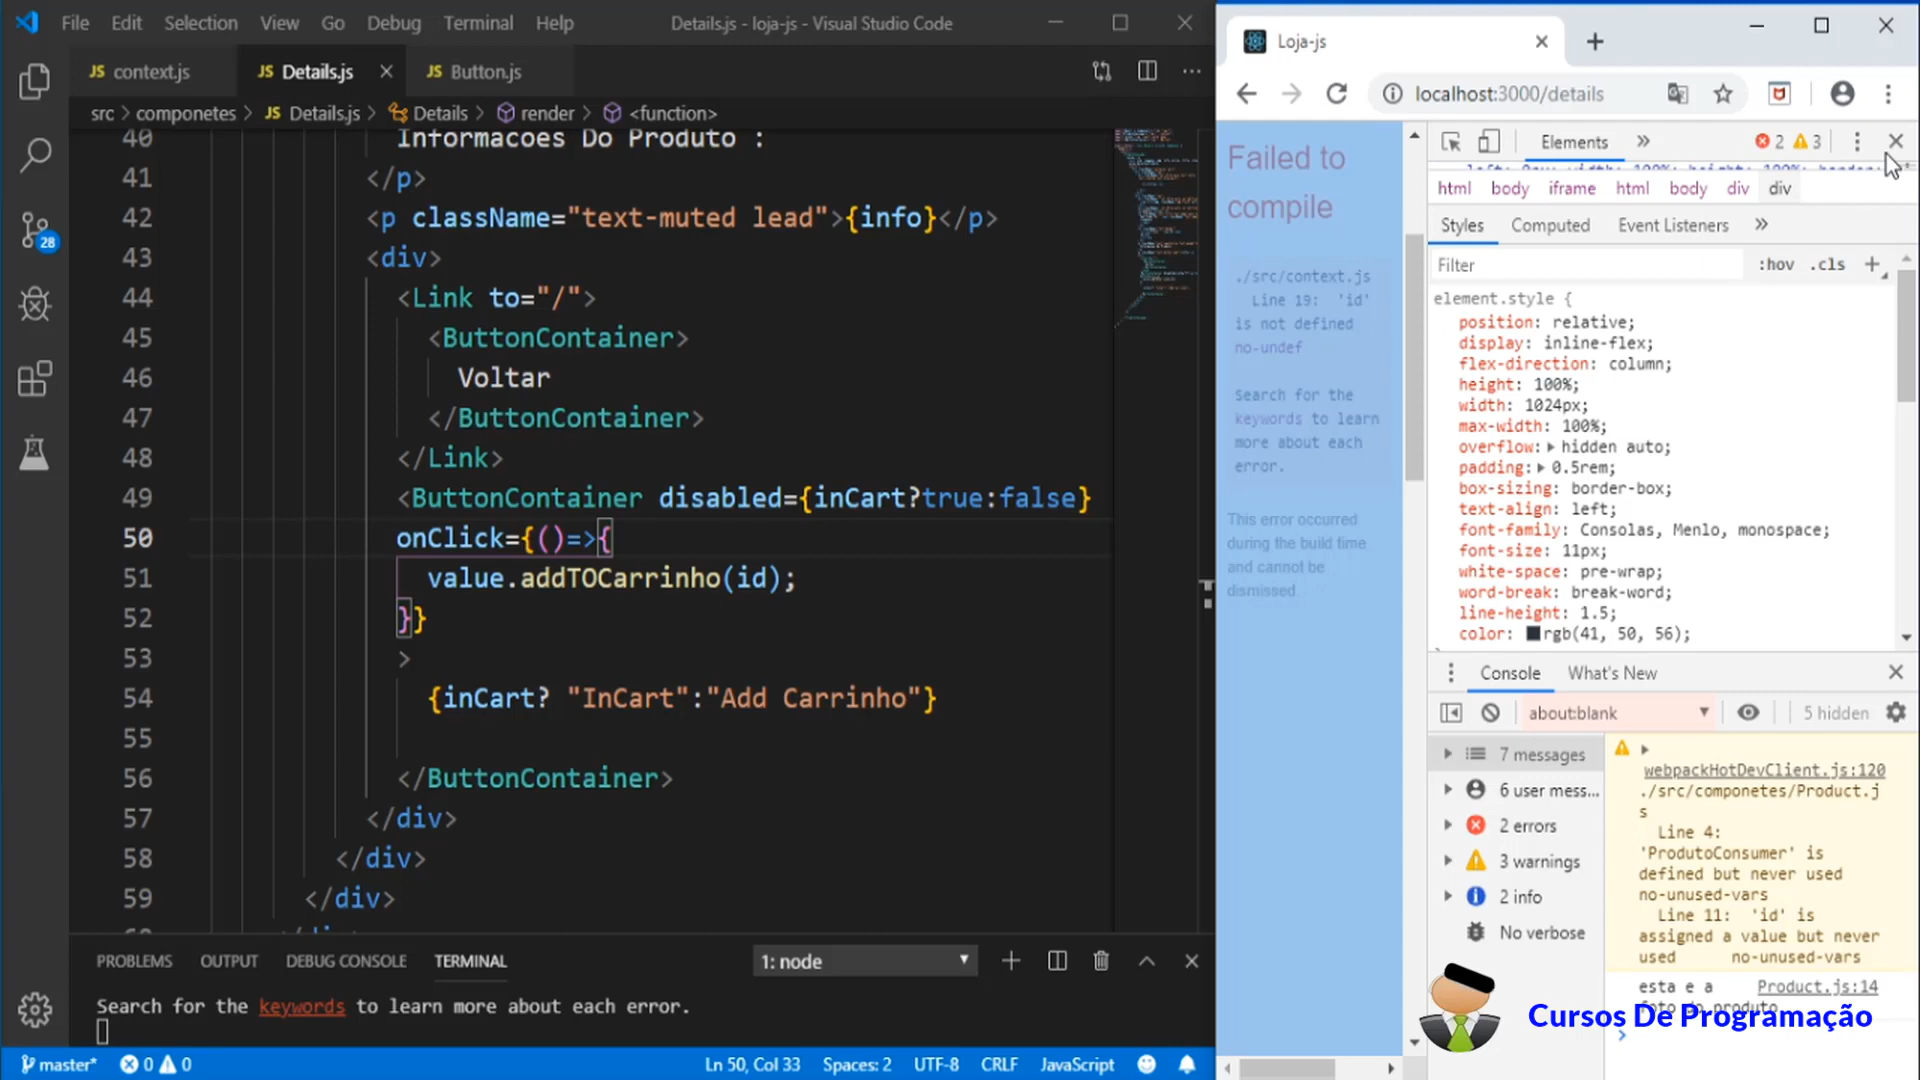 File Edit Selection View Go Debug Terminal Help Details.js - loja-js - Visual Studio Code
JS context.js JS Details.js JS Button.js
src > componetes > JS Details.js > Details > render > <function>
40 Informacoes Do Produto :
41 </p>
42 <p className="text-muted lead">{info}</p>
43 <div>
44 <Link to="/">
45 <ButtonContainer>
46 Voltar
47 </ButtonContainer>
48 </Link>
49 <ButtonContainer disabled={inCart?true:false}
50 onClick={()=>{
51 value.addTOCarrinho(id);
52 }}
53 >
54 {inCart? "InCart":"Add Carrinho"}
55
56 </ButtonContainer>
57 </div>
58 </div>
59 </div>
28
PROBLEMS OUTPUT DEBUG CONSOLE TERMINAL 1: node
Search for the keywords to learn more about each error.
master* 0 0 Ln 50, Col 33 Spaces: 2 UTF-8 CRLF JavaScript
Loja-js
localhost:3000/details
Failed to
compile
./src/context.js
Line 19: 'id'
is not defined
no-undef
Search for the
keywords to learn
more about each
error.
This error occurred
during the build time
and cannot be
dismissed.
Elements 2 3
html body iframe html body div div
Styles Computed Event Listeners
Filter :hov .cls +
element.style {
position: relative;
display: inline-flex;
flex-direction: column;
height: 100%;
width: 1024px;
max-width: 100%;
overflow: hidden auto;
padding: 0.5rem;
box-sizing: border-box;
text-align: left;
font-family: Consolas, Menlo, monospace;
font-size: 11px;
white-space: pre-wrap;
word-break: break-word;
line-height: 1.5;
color: rgb(41, 50, 56);
Console What's New
about:blank 5 hidden
7 messages
6 user mess...
2 errors
3 warnings
2 info
No verbose
webpackHotDevClient.js:120
./src/componetes/Product.j
s
Line 4:
'ProdutoConsumer' is
defined but never used
no-unused-vars
Line 11: 'id' is
assigned a value but never
used no-unused-vars
esta e a Product.js:14
foto do produto
Cursos De Programação